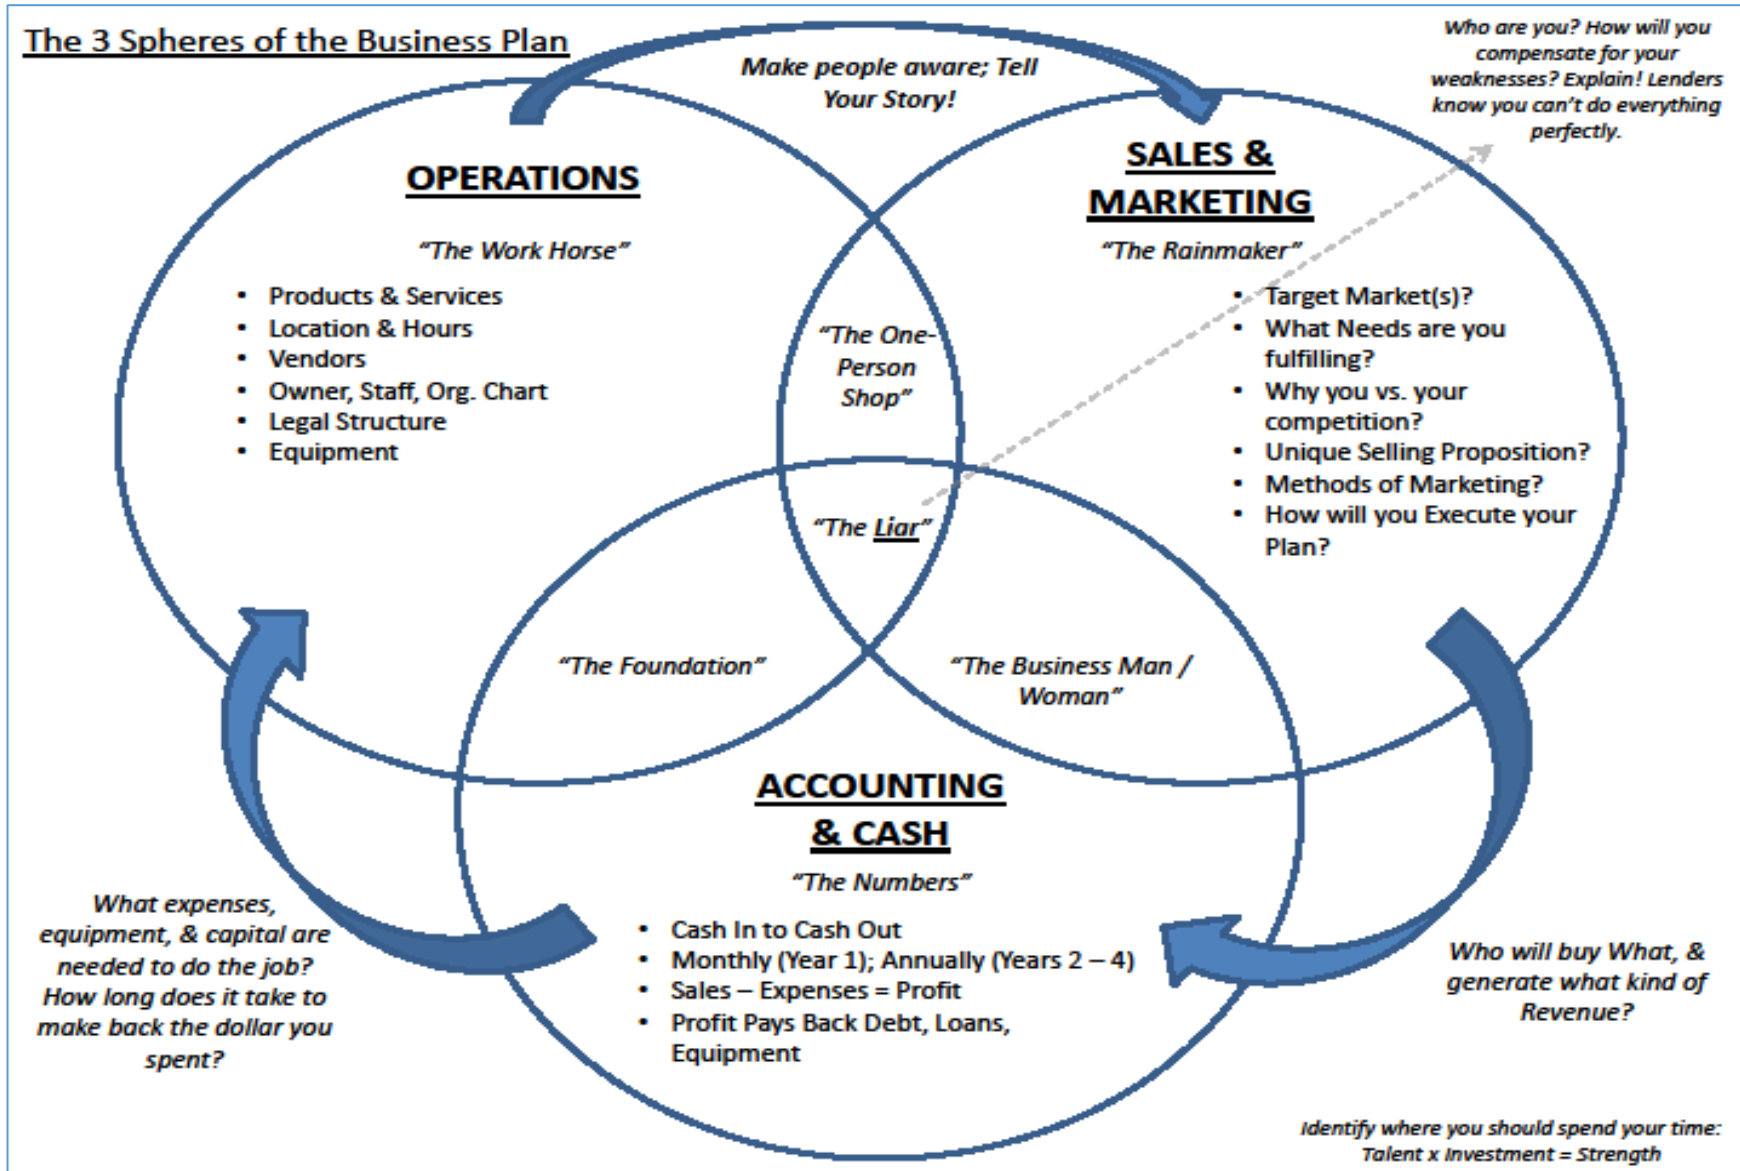 The 3 Spheres of the Business Plan
Make people aware; Tell
Your Story!
Who are you? How will you
compensate for your
weaknesses? Explain! Lenders
know you can't do everything
perfectly.
OPERATIONS
“The Work Horse”
• Products & Services
• Location & Hours
• Vendors
• Owner, Staff, Org. Chart
• Legal Structure
• Equipment
SALES &
MARKETING
“The Rainmaker”
• Target Market(s)?
• What Needs are you
fulfilling?
• Why you vs. your
competition?
• Unique Selling Proposition?
• Methods of Marketing?
• How will you Execute your
Plan?
“The One-
Person
Shop”
“The Liar”
“The Foundation”
“The Business Man /
Woman”
ACCOUNTING
& CASH
“The Numbers”
• Cash In to Cash Out
• Monthly (Year 1); Annually (Years 2 – 4)
• Sales – Expenses = Profit
• Profit Pays Back Debt, Loans,
Equipment
What expenses,
equipment, & capital are
needed to do the job?
How long does it take to
make back the dollar you
spent?
Who will buy What, &
generate what kind of
Revenue?
Identify where you should spend your time:
Talent x Investment = Strength